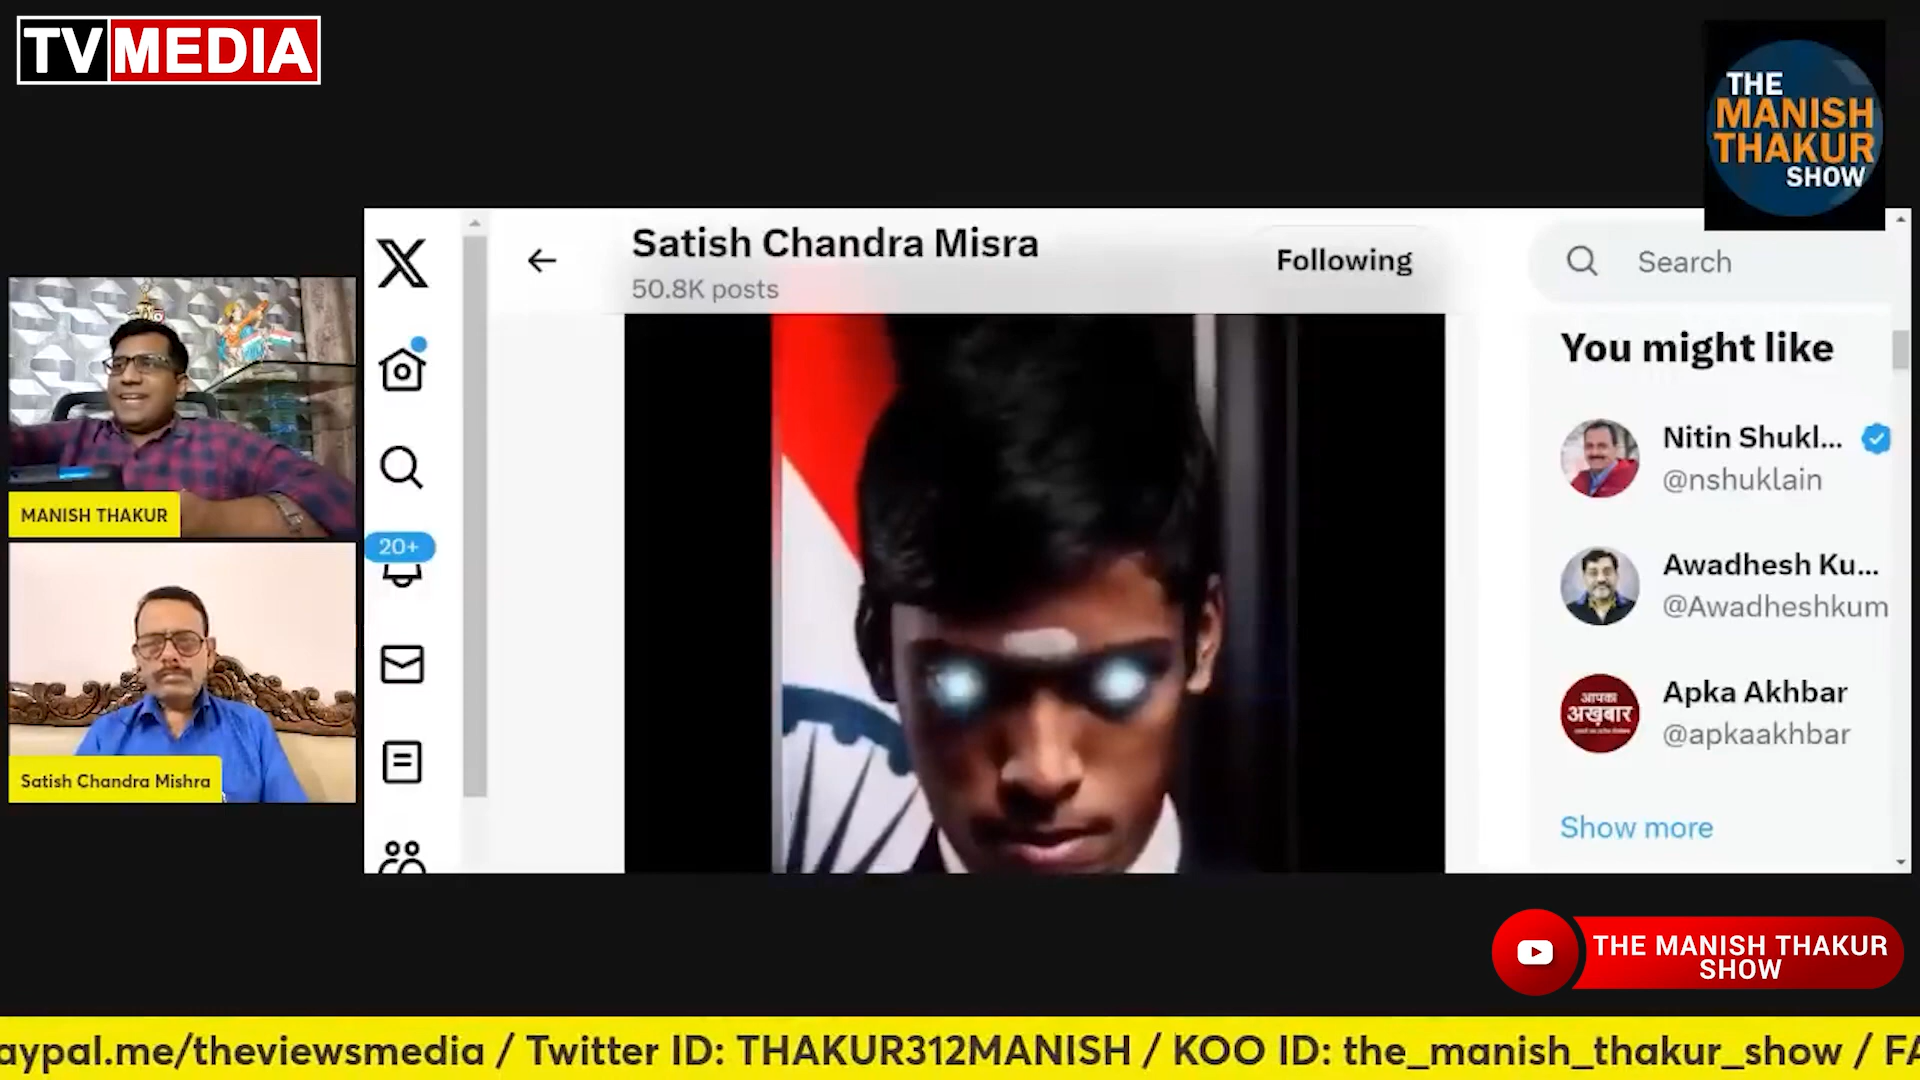 TVMEDIA
THE
MANISH
THAKUR
SHOW
Satish Chandra Misra
50.8K posts
Following
Search
You might like
Nitin Shukl...
@nshuklain
Awadhesh Ku...
@Awadheshkum
आपका
अख़बार
Apka Akhbar
@apkaakhbar
Show more
20+
MANISH THAKUR
Satish Chandra Mishra
THE MANISH THAKUR
SHOW
aypal.me/theviewsmedia / Twitter ID: THAKUR312MANISH / KOO ID: the_manish_thakur_show / FA